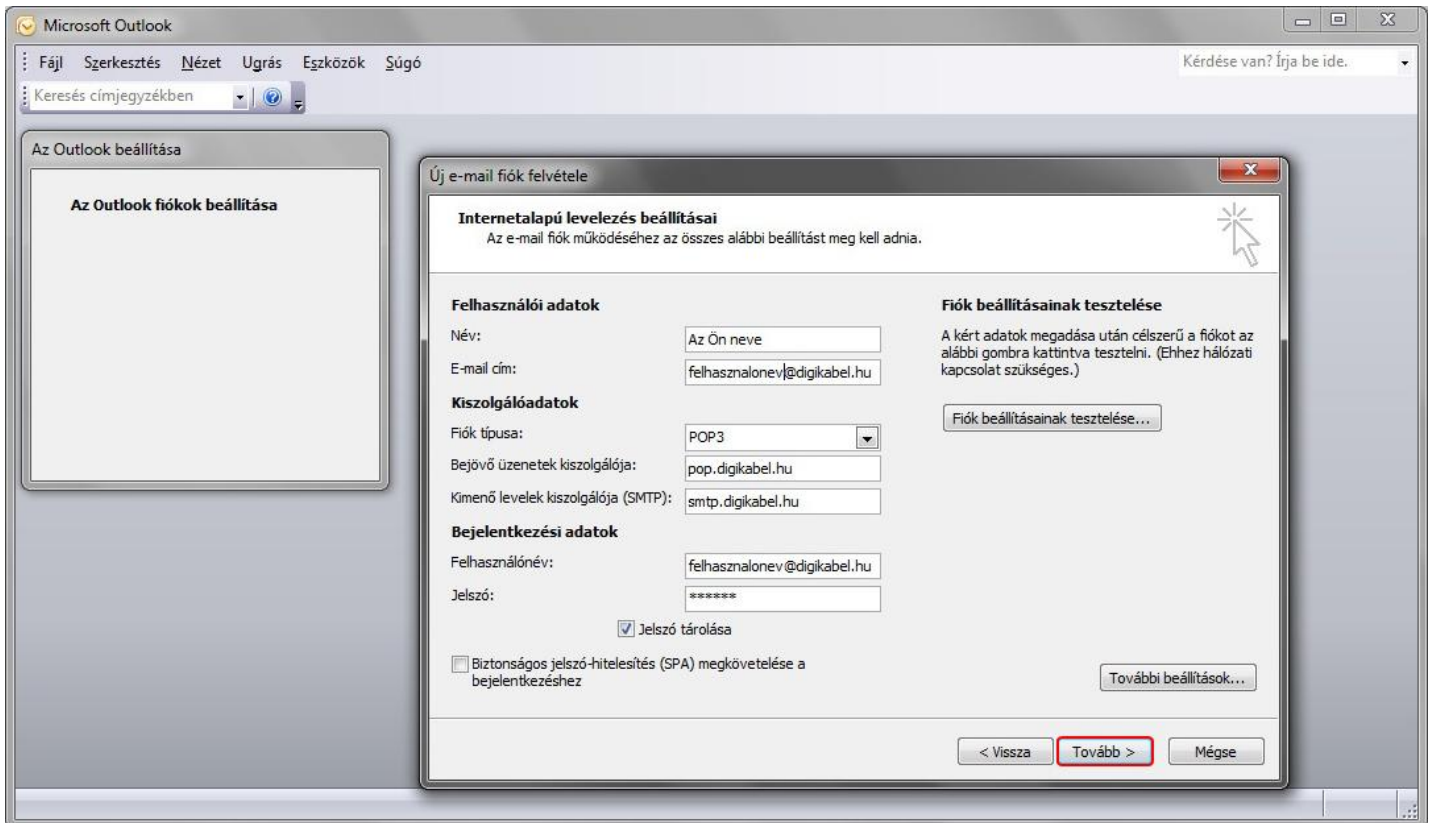 Microsoft Outlook
Fájl Szerkesztés Nézet Ugrás Eszközök Súgó
Kérdése van? Írja be ide.
Keresés címjegyzékben
Az Outlook beállítása
Az Outlook fiókok beállítása
Új e-mail fiók felvétele
Internetalapú levelezés beállításai
Az e-mail fiók működéséhez az összes alábbi beállítást meg kell adnia.
Felhasználói adatok
Név: Az Ön neve
E-mail cím: felhasznalonev@digikabel.hu
Kiszolgálóadatok
Fiók típusa: POP3
Bejövő üzenetek kiszolgálója: pop.digikabel.hu
Kimenő levelek kiszolgálója (SMTP): smtp.digikabel.hu
Bejelentkezési adatok
Felhasználónév: felhasznalonev@digikabel.hu
Jelszó: ******
Jelszó tárolása
Biztonságos jelszó-hitelesítés (SPA) megkövetelése a
bejelentkezéshez
Fiók beállításainak tesztelése
A kért adatok megadása után célszerű a fiókot az
alábbi gombra kattintva tesztelni. (Ehhez hálózati
kapcsolat szükséges.)
Fiók beállításainak tesztelése...
További beállítások...
< Vissza
Tovább >
Mégse